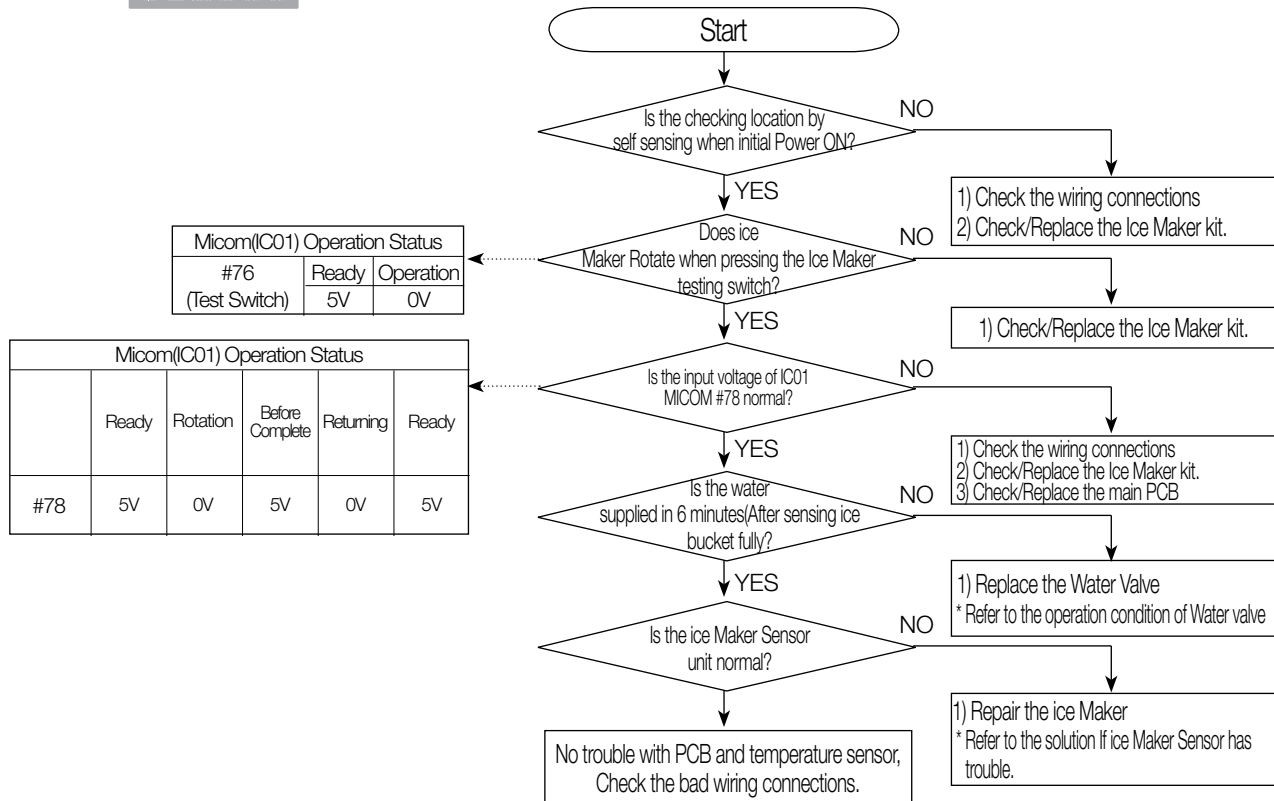 Start
Is the checking location by
self sensing when initial Power ON?
NO
1) Check the wiring connections
2) Check/Replace the Ice Maker kit.
YES
Does ice
Maker Rotate when pressing the Ice Maker
testing switch?
NO
1) Check/Replace the Ice Maker kit.
Micom(IC01) Operation Status
#76 Ready Operation
(Test Switch) 5V 0V
YES
Is the input voltage of IC01
MICOM #78 normal?
NO
1) Check the wiring connections
2) Check/Replace the Ice Maker kit.
3) Check/Replace the main PCB
Micom(IC01) Operation Status
Ready Rotation Before Complete Returning Ready
#78 5V 0V 5V 0V 5V
YES
Is the water
supplied in 6 minutes(After sensing ice
bucket fully?
NO
1) Replace the Water Valve
* Refer to the operation condition of Water valve
YES
Is the ice Maker Sensor
unit normal?
NO
1) Repair the ice Maker
* Refer to the solution If ice Maker Sensor has
trouble.
No trouble with PCB and temperature sensor,
Check the bad wiring connections.